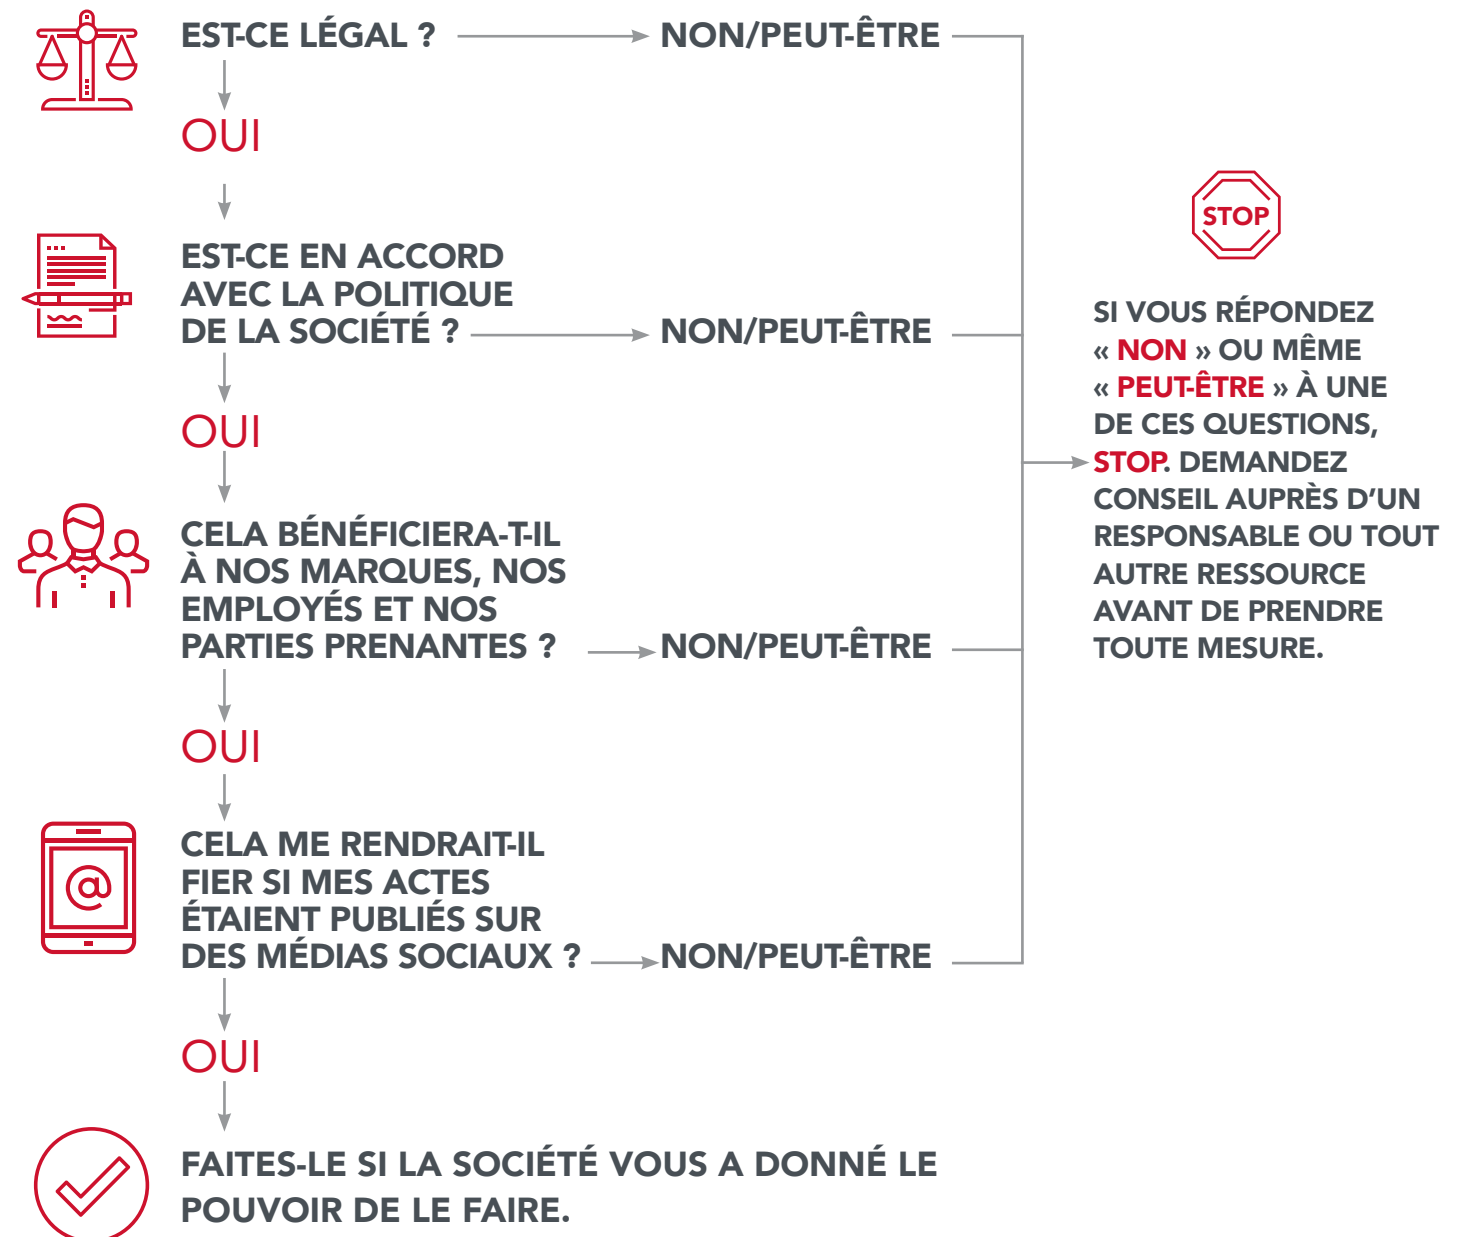 EST-CE LÉGAL ?
NON/PEUT-ÊTRE
OUI
EST-CE EN ACCORD
AVEC LA POLITIQUE
DE LA SOCIÉTÉ ?
NON/PEUT-ÊTRE
OUI
CELA BÉNÉFICIERA-T-IL
À NOS MARQUES, NOS
EMPLOYÉS ET NOS
PARTIES PRENANTES ?
NON/PEUT-ÊTRE
OUI
@
CELA ME RENDRAIT-IL
FIER SI MES ACTES
ÉTAIENT PUBLIÉS SUR
DES MÉDIAS SOCIAUX ?
NON/PEUT-ÊTRE
OUI
FAITES-LE SI LA SOCIÉTÉ VOUS A DONNÉ LE
POUVOIR DE LE FAIRE.
STOP
SI VOUS RÉPONDEZ
« NON » OU MÊME
« PEUT-ÊTRE » À UNE
DE CES QUESTIONS,
STOP. DEMANDEZ
CONSEIL AUPRÈS D’UN
RESPONSABLE OU TOUT
AUTRE RESSOURCE
AVANT DE PRENDRE
TOUTE MESURE.